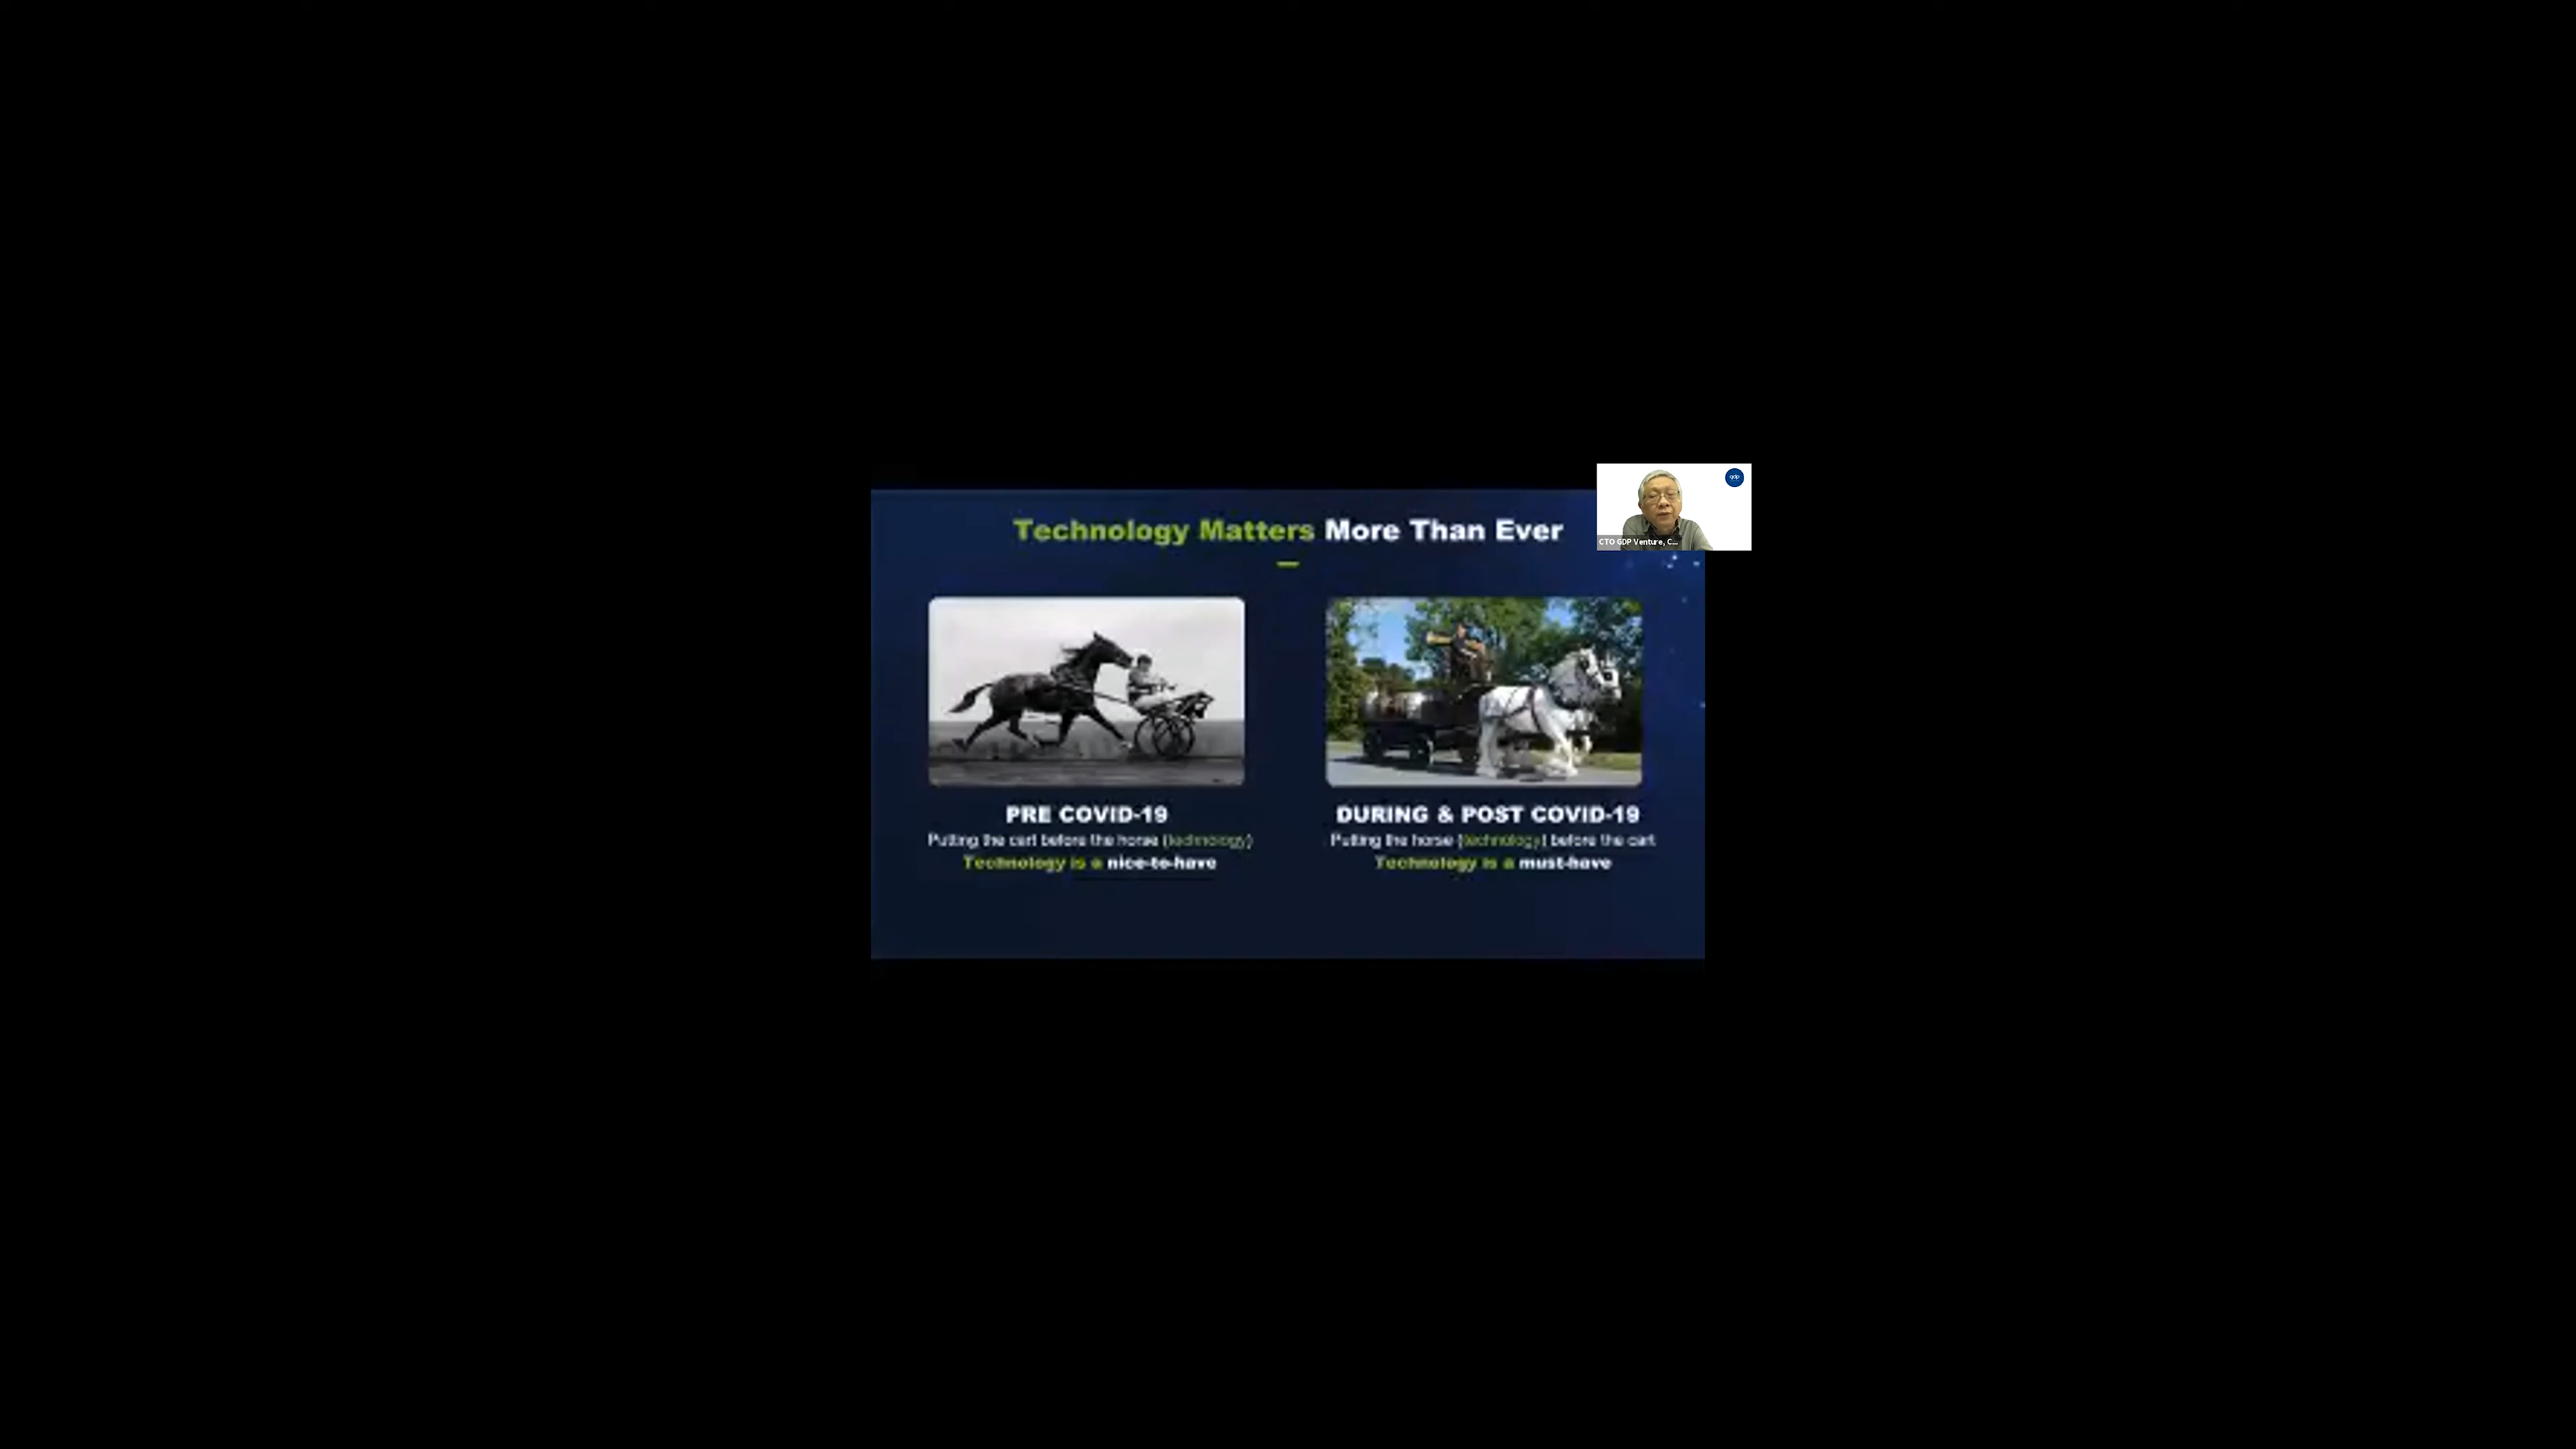 Technology Matters More Than Ever
gdp
CTO GDP Venture, C...
PRE COVID-19
Putting the cart before the horse (technology)
Technology is a nice-to-have
DURING & POST COVID-19
Putting the horse (technology) before the cart
Technology is a must-have